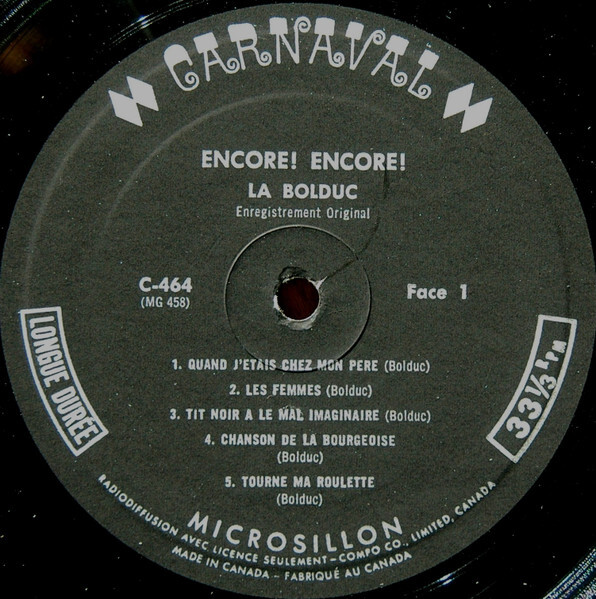 CARNAVAL
ENCORE! ENCORE!
LA BOLDUC
Enregistrement Original
C-464
(MG 458)
Face 1
LONGUE DURÉE
33 1/3 RPM
1. QUAND J'ETAIS CHEZ MON PERE (Bolduc)
2. LES FEMMES (Bolduc)
3. TIT NOIR A LE MAL IMAGINAIRE (Bolduc)
4. CHANSON DE LA BOURGEOISE
(Bolduc)
5. TOURNE MA ROULETTE
(Bolduc)
MICROSILLON
RADIODIFFUSION AVEC LICENCE SEULEMENT – COMPO CO., LIMITED, CANADA
MADE IN CANADA – FABRIQUÉ AU CANADA